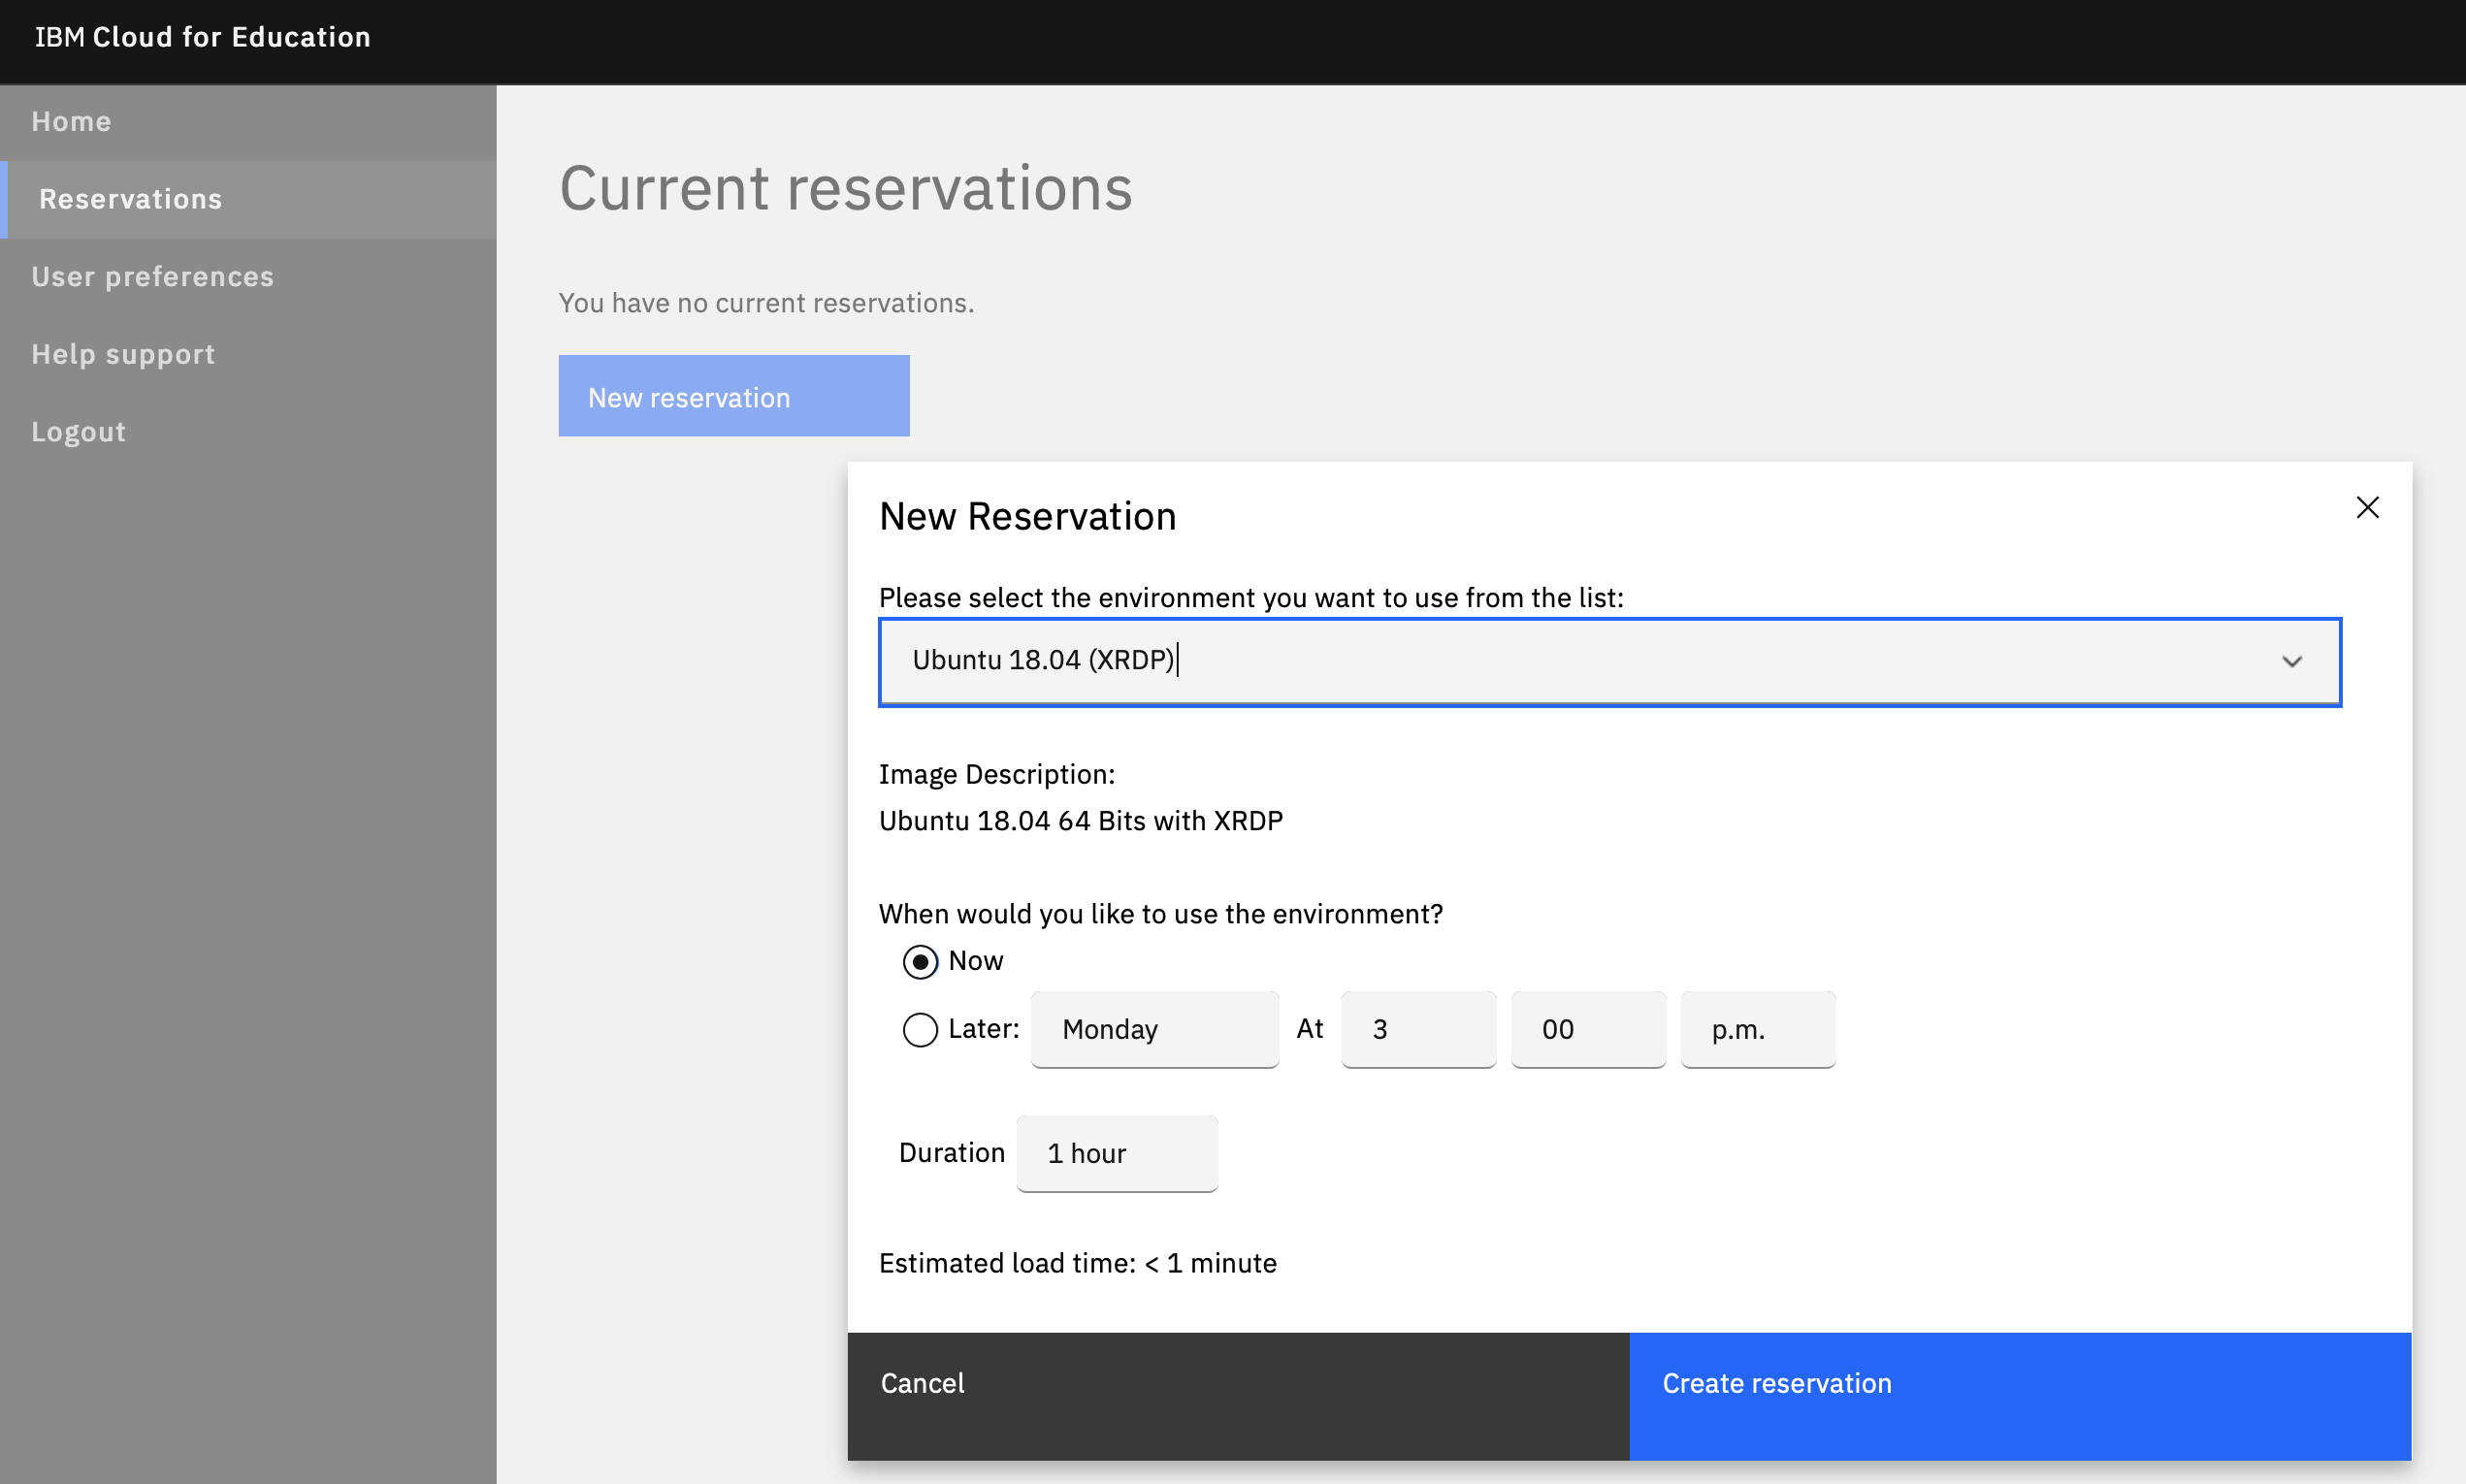 IBM Cloud for Education
Home
Reservations
User preferences
Help support
Logout
Current reservations
You have no current reservations.
New reservation
New Reservation
Please select the environment you want to use from the list:
Ubuntu 18.04 (XRDP)
Image Description:
Ubuntu 18.04 64 Bits with XRDP
When would you like to use the environment?
Now
Later: Monday At 3 00 p.m.
Duration 1 hour
Estimated load time: < 1 minute
Cancel Create reservation